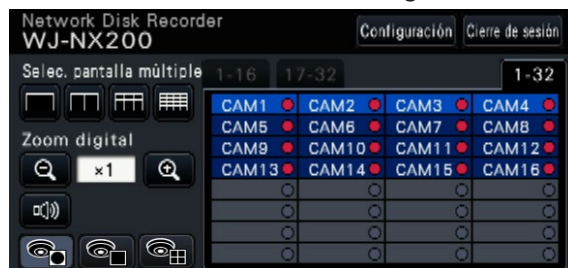 Network Disk Recorder
WJ-NX200
Configuración
Cierre de sesión
Selec. pantalla múltiple
1-16 17-32 1-32
Zoom digital
×1
CAM1 CAM2 CAM3 CAM4
CAM5 CAM6 CAM7 CAM8
CAM9 CAM10 CAM11 CAM12
CAM13 CAM14 CAM15 CAM16